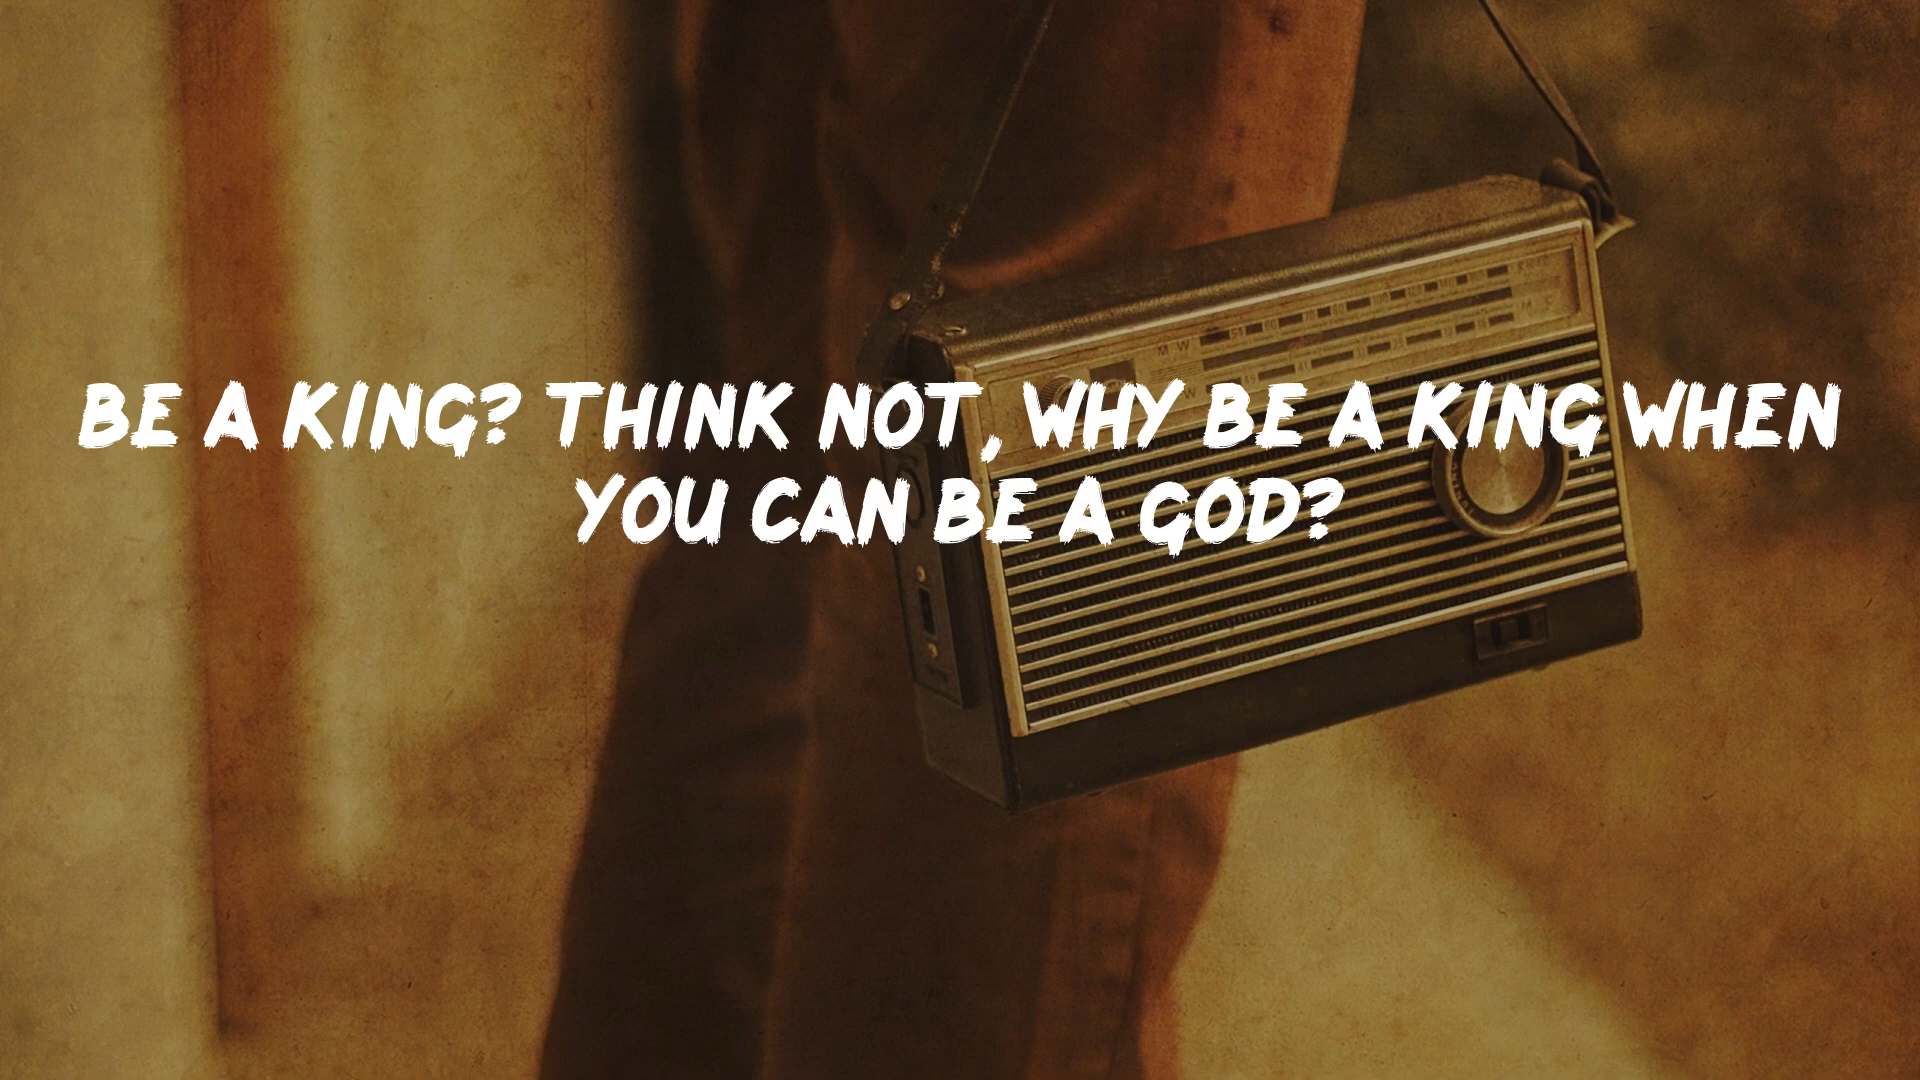 BE A KING? THINK NOT, WHY BE A KING WHEN
YOU CAN BE A GOD?
M W